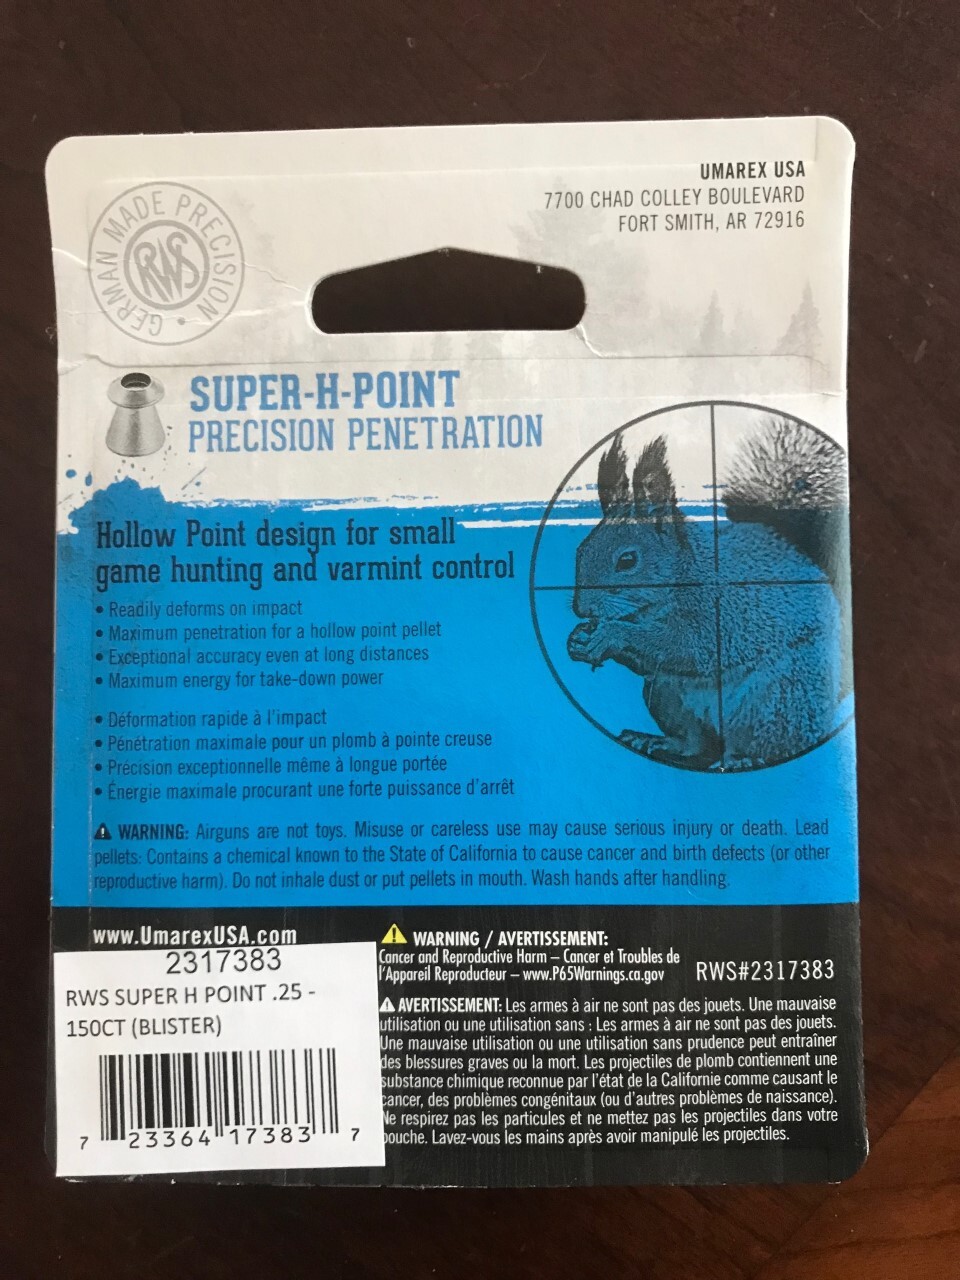 GERMAN MADE PRECISION •
RWS
UMAREX USA
7700 CHAD COLLEY BOULEVARD
FORT SMITH, AR 72916
SUPER-H-POINT
PRECISION PENETRATION
Hollow Point design for small
game hunting and varmint control
• Readily deforms on impact
• Maximum penetration for a hollow point pellet
• Exceptional accuracy even at long distances
• Maximum energy for take-down power
• Déformation rapide à l'impact
• Pénétration maximale pour un plomb à pointe creuse
• Précision exceptionnelle même à longue portée
• Énergie maximale procurant une forte puissance d'arrêt
WARNING: Airguns are not toys. Misuse or careless use may cause serious injury or death. Lead
pellets: Contains a chemical known to the State of California to cause cancer and birth defects (or other
reproductive harm). Do not inhale dust or put pellets in mouth. Wash hands after handling.
www.UmarexUSA.com
2317383
RWS SUPER H POINT .25 -
150CT (BLISTER)
7 23364 17383 7
WARNING / AVERTISSEMENT:
Cancer and Reproductive Harm – Cancer et Troubles de
l'Appareil Reproducteur – www.P65Warnings.ca.gov
RWS#2317383
AVERTISSEMENT: Les armes à air ne sont pas des jouets. Une mauvaise
utilisation ou une utilisation sans : Les armes à air ne sont pas des jouets.
Une mauvaise utilisation ou une utilisation sans prudence peut entraîner
des blessures graves ou la mort. Les projectiles de plomb contiennent une
substance chimique reconnue par l'état de la Californie comme causant le
cancer, des problèmes congénitaux (ou d'autres problèmes de naissance).
Ne respirez pas les particules et ne mettez pas les projectiles dans votre
bouche. Lavez-vous les mains après avoir manipulé les projectiles.